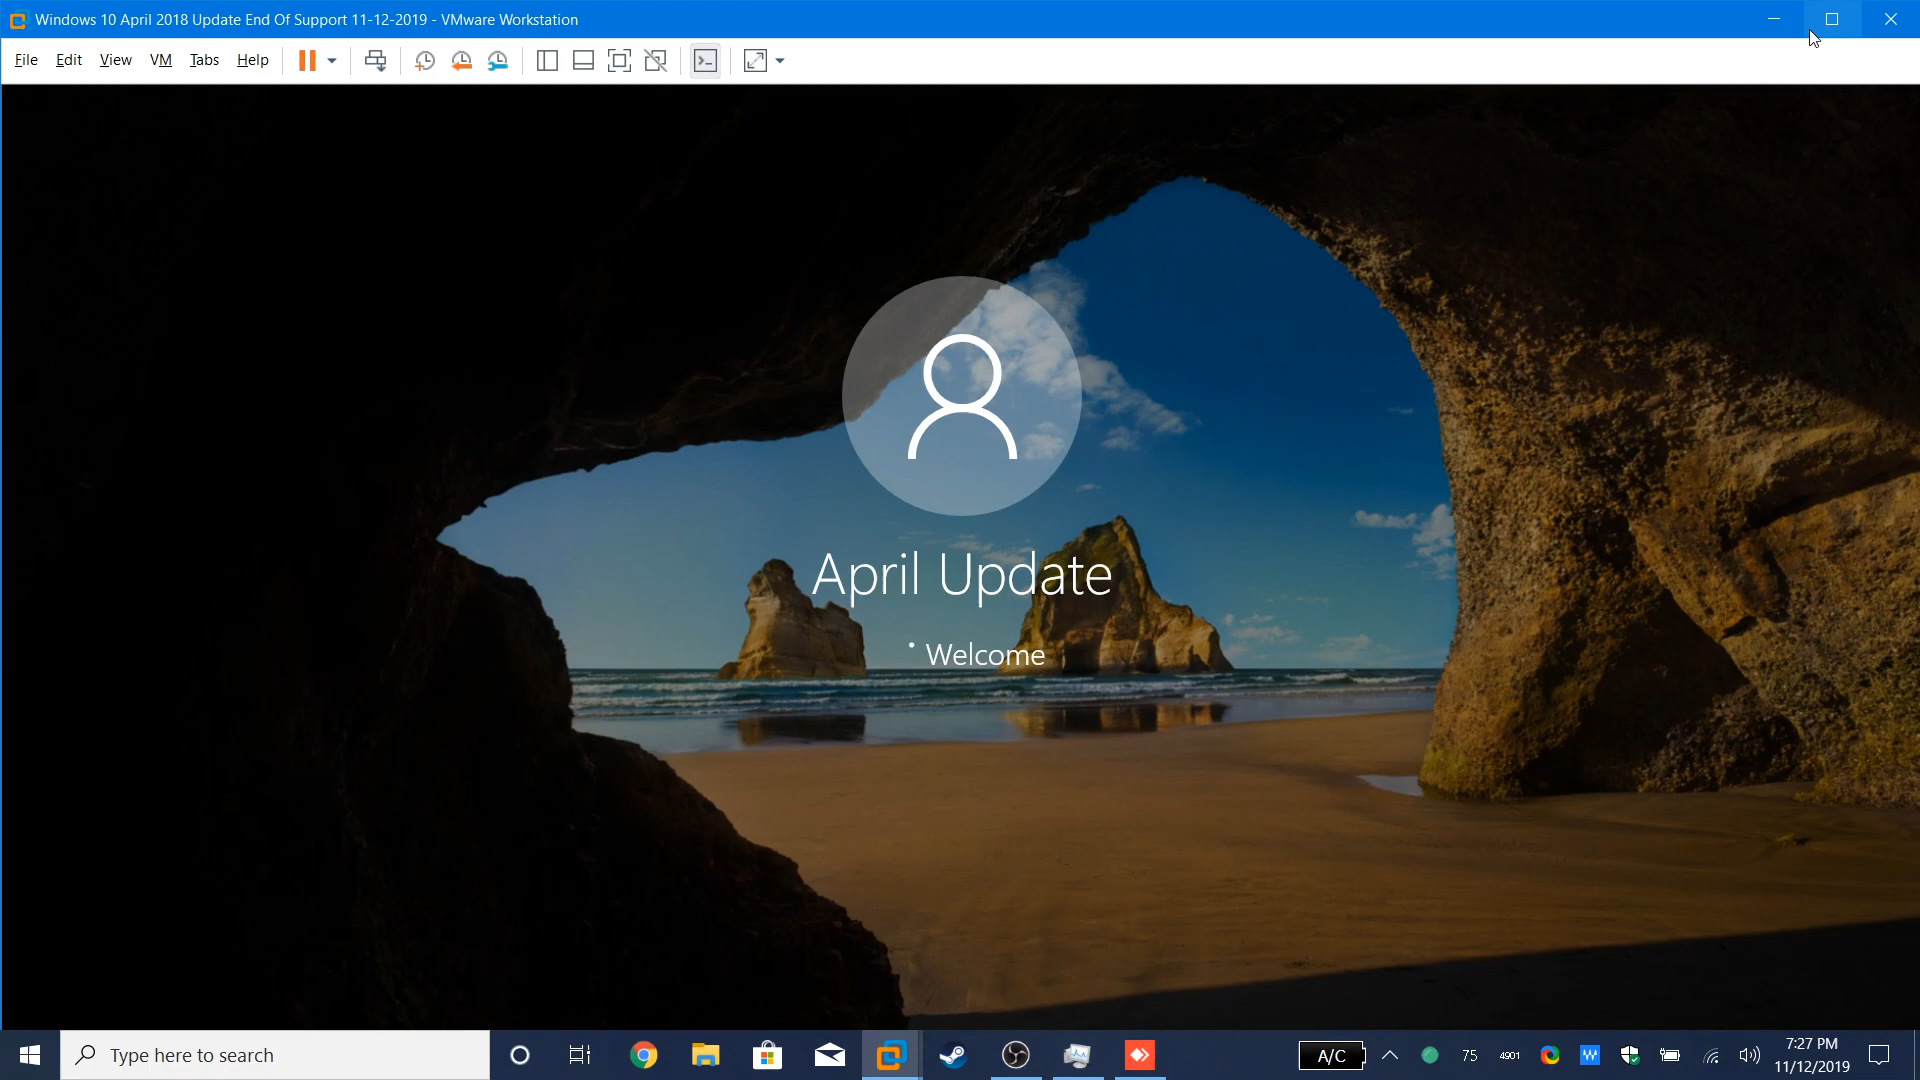 Windows 10 April 2018 Update End Of Support 11-12-2019 - VMware Workstation
File Edit View VM Tabs Help
April Update
Welcome
Type here to search
A/C
75
4901
7:27 PM
11/12/2019